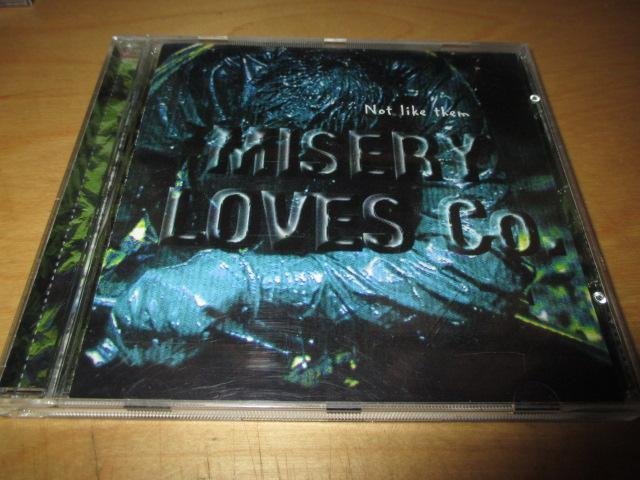 Not like them
MISERY
LOVES Co.